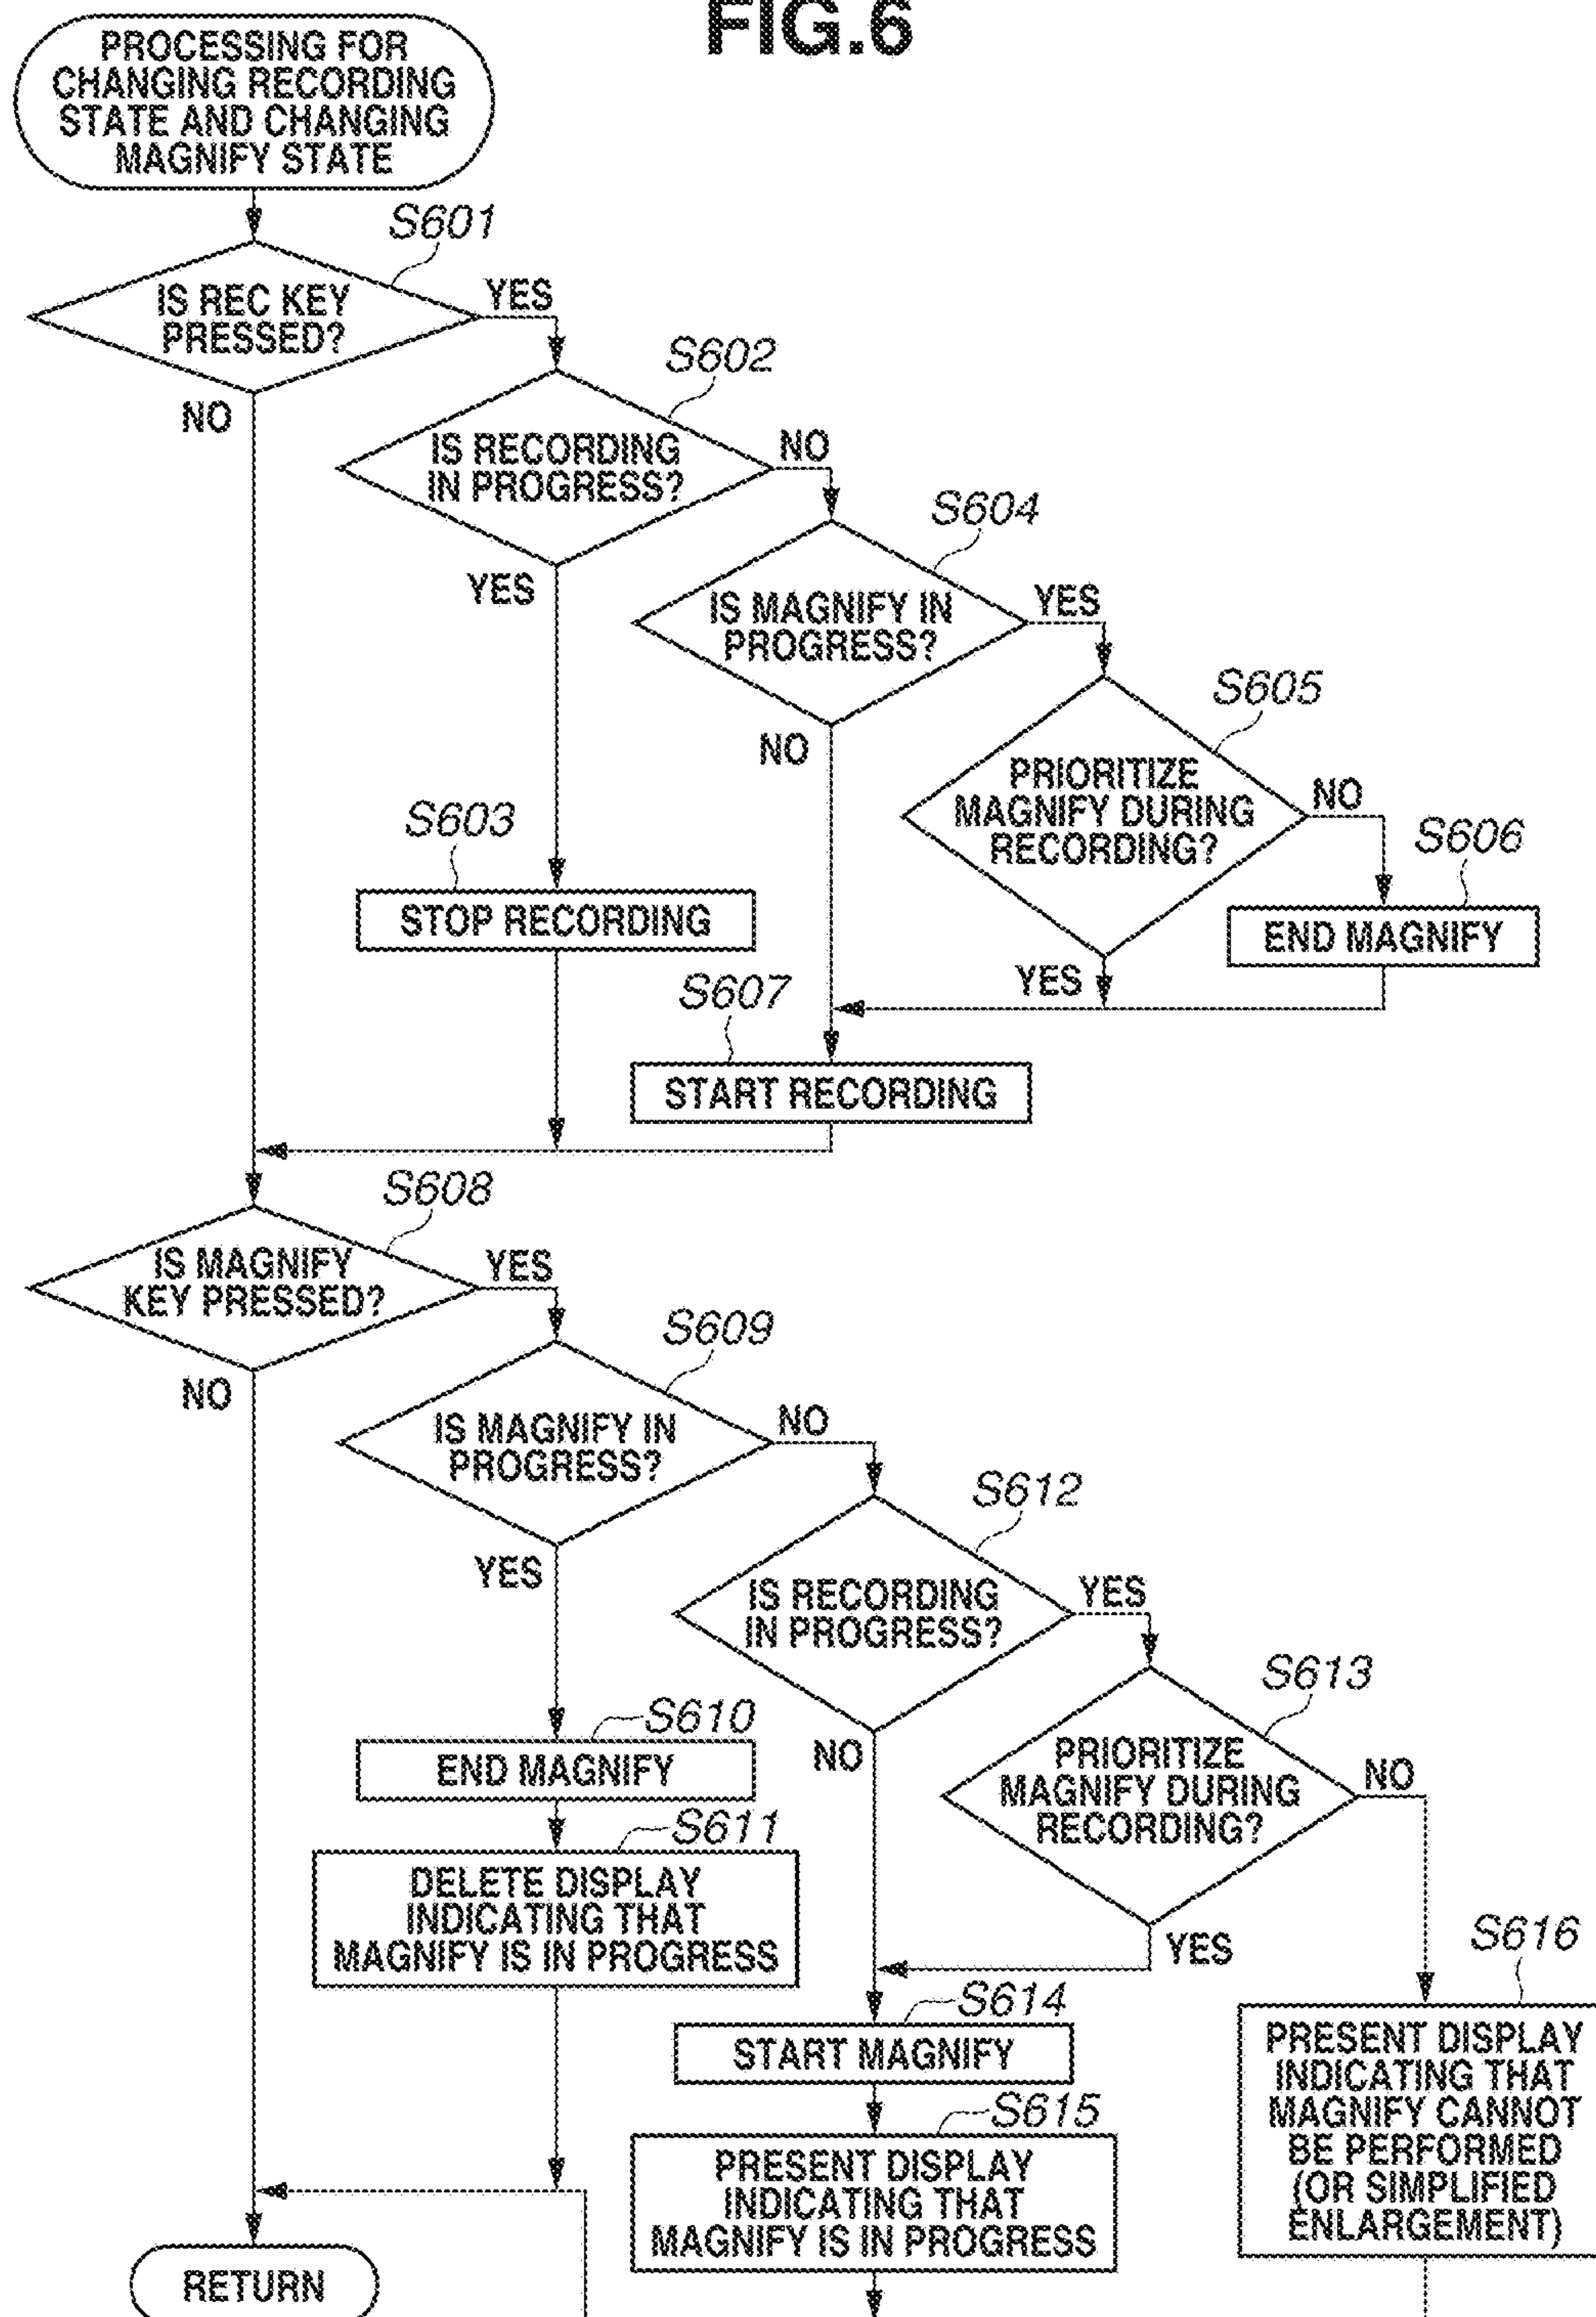 FIG.6
PROCESSING FOR
CHANGING RECORDING
STATE AND CHANGING
MAGNIFY STATE
S601
IS REC KEY
PRESSED?
YES
NO
S602
IS RECORDING
IN PROGRESS?
NO
YES
S604
IS MAGNIFY IN
PROGRESS?
YES
NO
S605
PRIORITIZE
MAGNIFY DURING
RECORDING?
NO
YES
S603
STOP RECORDING
S606
END MAGNIFY
S607
START RECORDING
S608
IS MAGNIFY
KEY PRESSED?
YES
NO
S609
IS MAGNIFY IN
PROGRESS?
NO
YES
S612
IS RECORDING
IN PROGRESS?
YES
NO
S613
PRIORITIZE
MAGNIFY DURING
RECORDING?
NO
YES
S610
END MAGNIFY
S611
DELETE DISPLAY
INDICATING THAT
MAGNIFY IS IN PROGRESS
S614
START MAGNIFY
S615
PRESENT DISPLAY
INDICATING THAT
MAGNIFY IS IN PROGRESS
S616
PRESENT DISPLAY
INDICATING THAT
MAGNIFY CANNOT
BE PERFORMED
(OR SIMPLIFIED
ENLARGEMENT)
RETURN